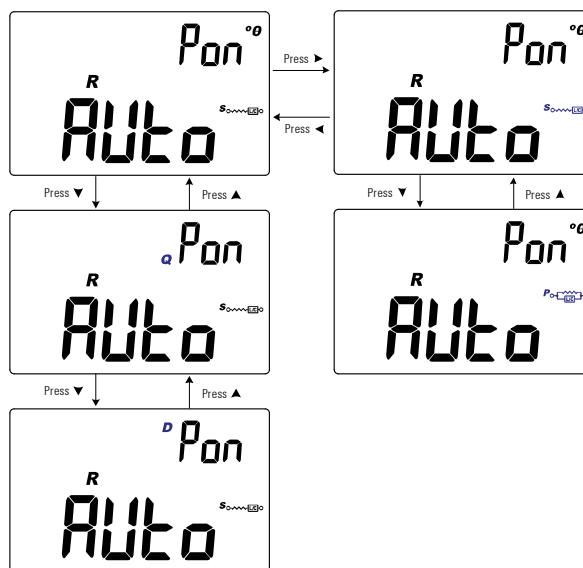 Pon °θ
R
AUto
S L/C
Press ►
Press ◄
Pon °θ
R
AUto
S L/C
Press ▼
Press ▲
Press ▼
Press ▲
Q Pon
R
AUto
S L/C
Pon °θ
R
AUto
P L/C
Press ▼
Press ▲
D Pon
R
AUto
S L/C